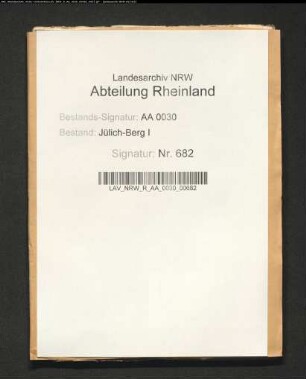 Landesarchiv NRW
Abteilung Rheinland
Bestands-Signatur: AA 0030
Bestand: Jülich-Berg I
Signatur: Nr. 682
LAV_NRW_R_AA_0030_00682